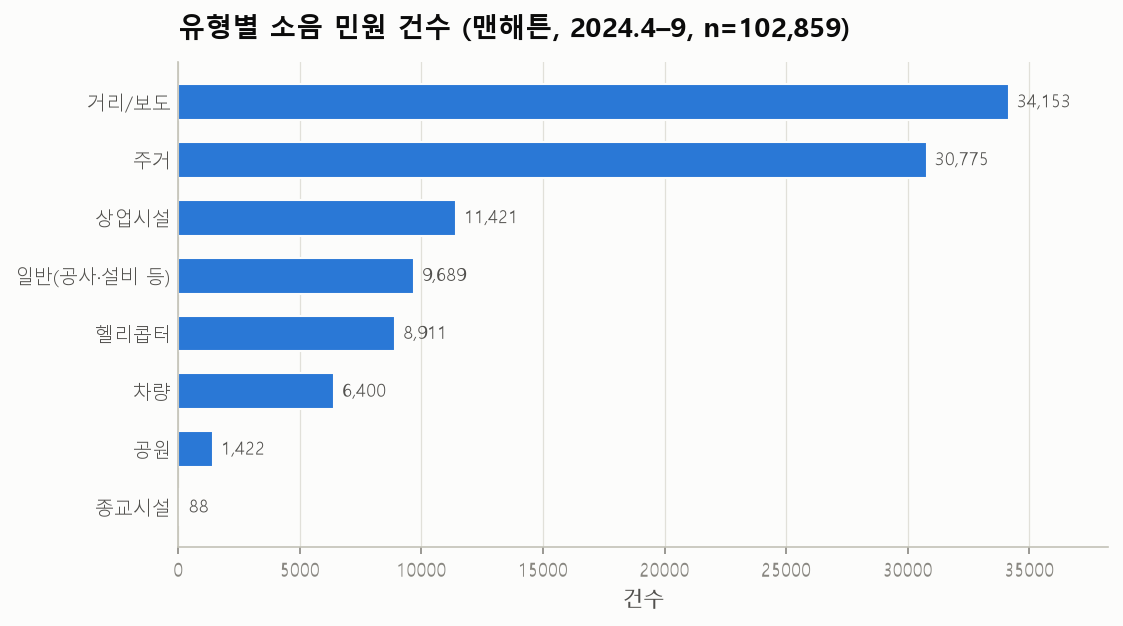 유형별 소음 민원 건수 (맨해튼, 2024.4–9, n=102,859)
거리/보도 34,153
주거 30,775
상업시설 11,421
일반(공사·설비 등) 9,689
헬리콥터 8,911
차량 6,400
공원 1,422
종교시설 88
0 5000 10000 15000 20000 25000 30000 35000
건수